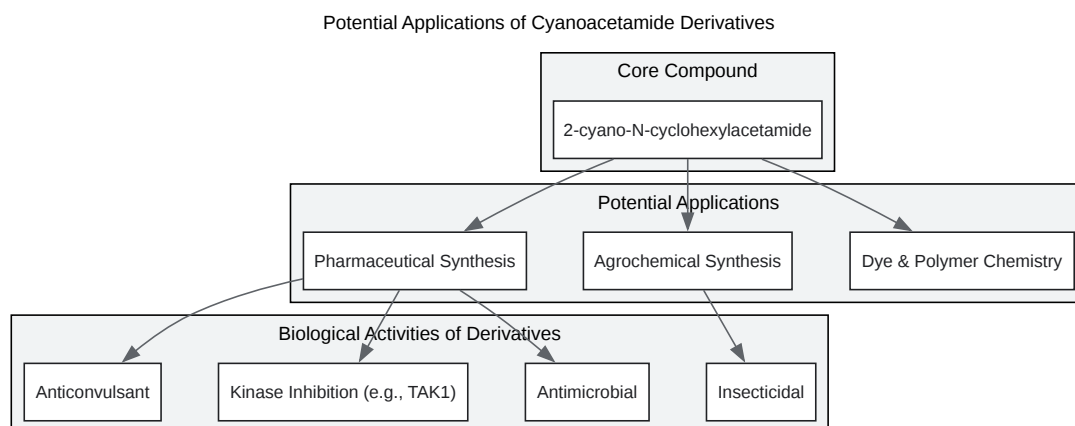 Potential Applications of Cyanoacetamide Derivatives
Core Compound
2-cyano-N-cyclohexylacetamide
Potential Applications
Pharmaceutical Synthesis
Agrochemical Synthesis
Dye & Polymer Chemistry
Biological Activities of Derivatives
Anticonvulsant
Kinase Inhibition (e.g., TAK1)
Antimicrobial
Insecticidal